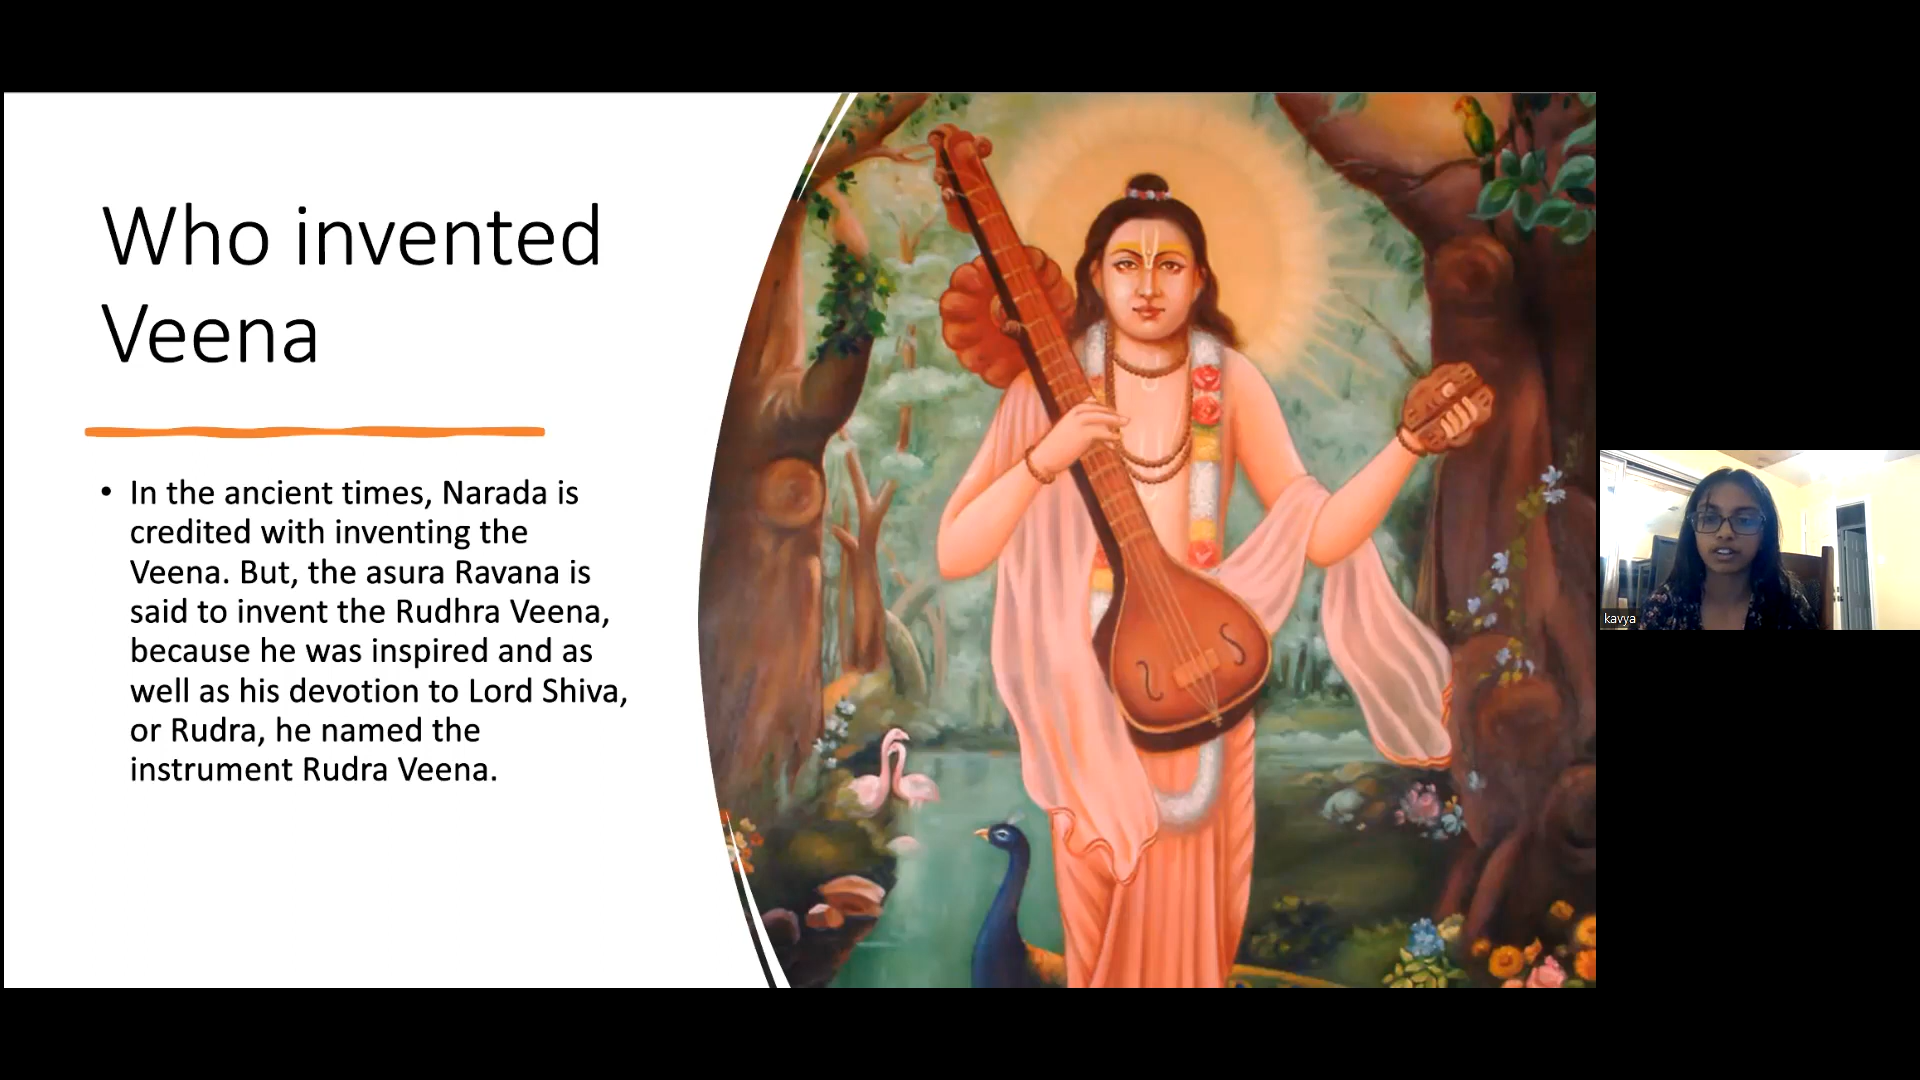 Who invented
Veena
• In the ancient times, Narada is
credited with inventing the
Veena. But, the asura Ravana is
said to invent the Rudhra Veena,
because he was inspired and as
well as his devotion to Lord Shiva,
or Rudra, he named the
instrument Rudra Veena.
kavya